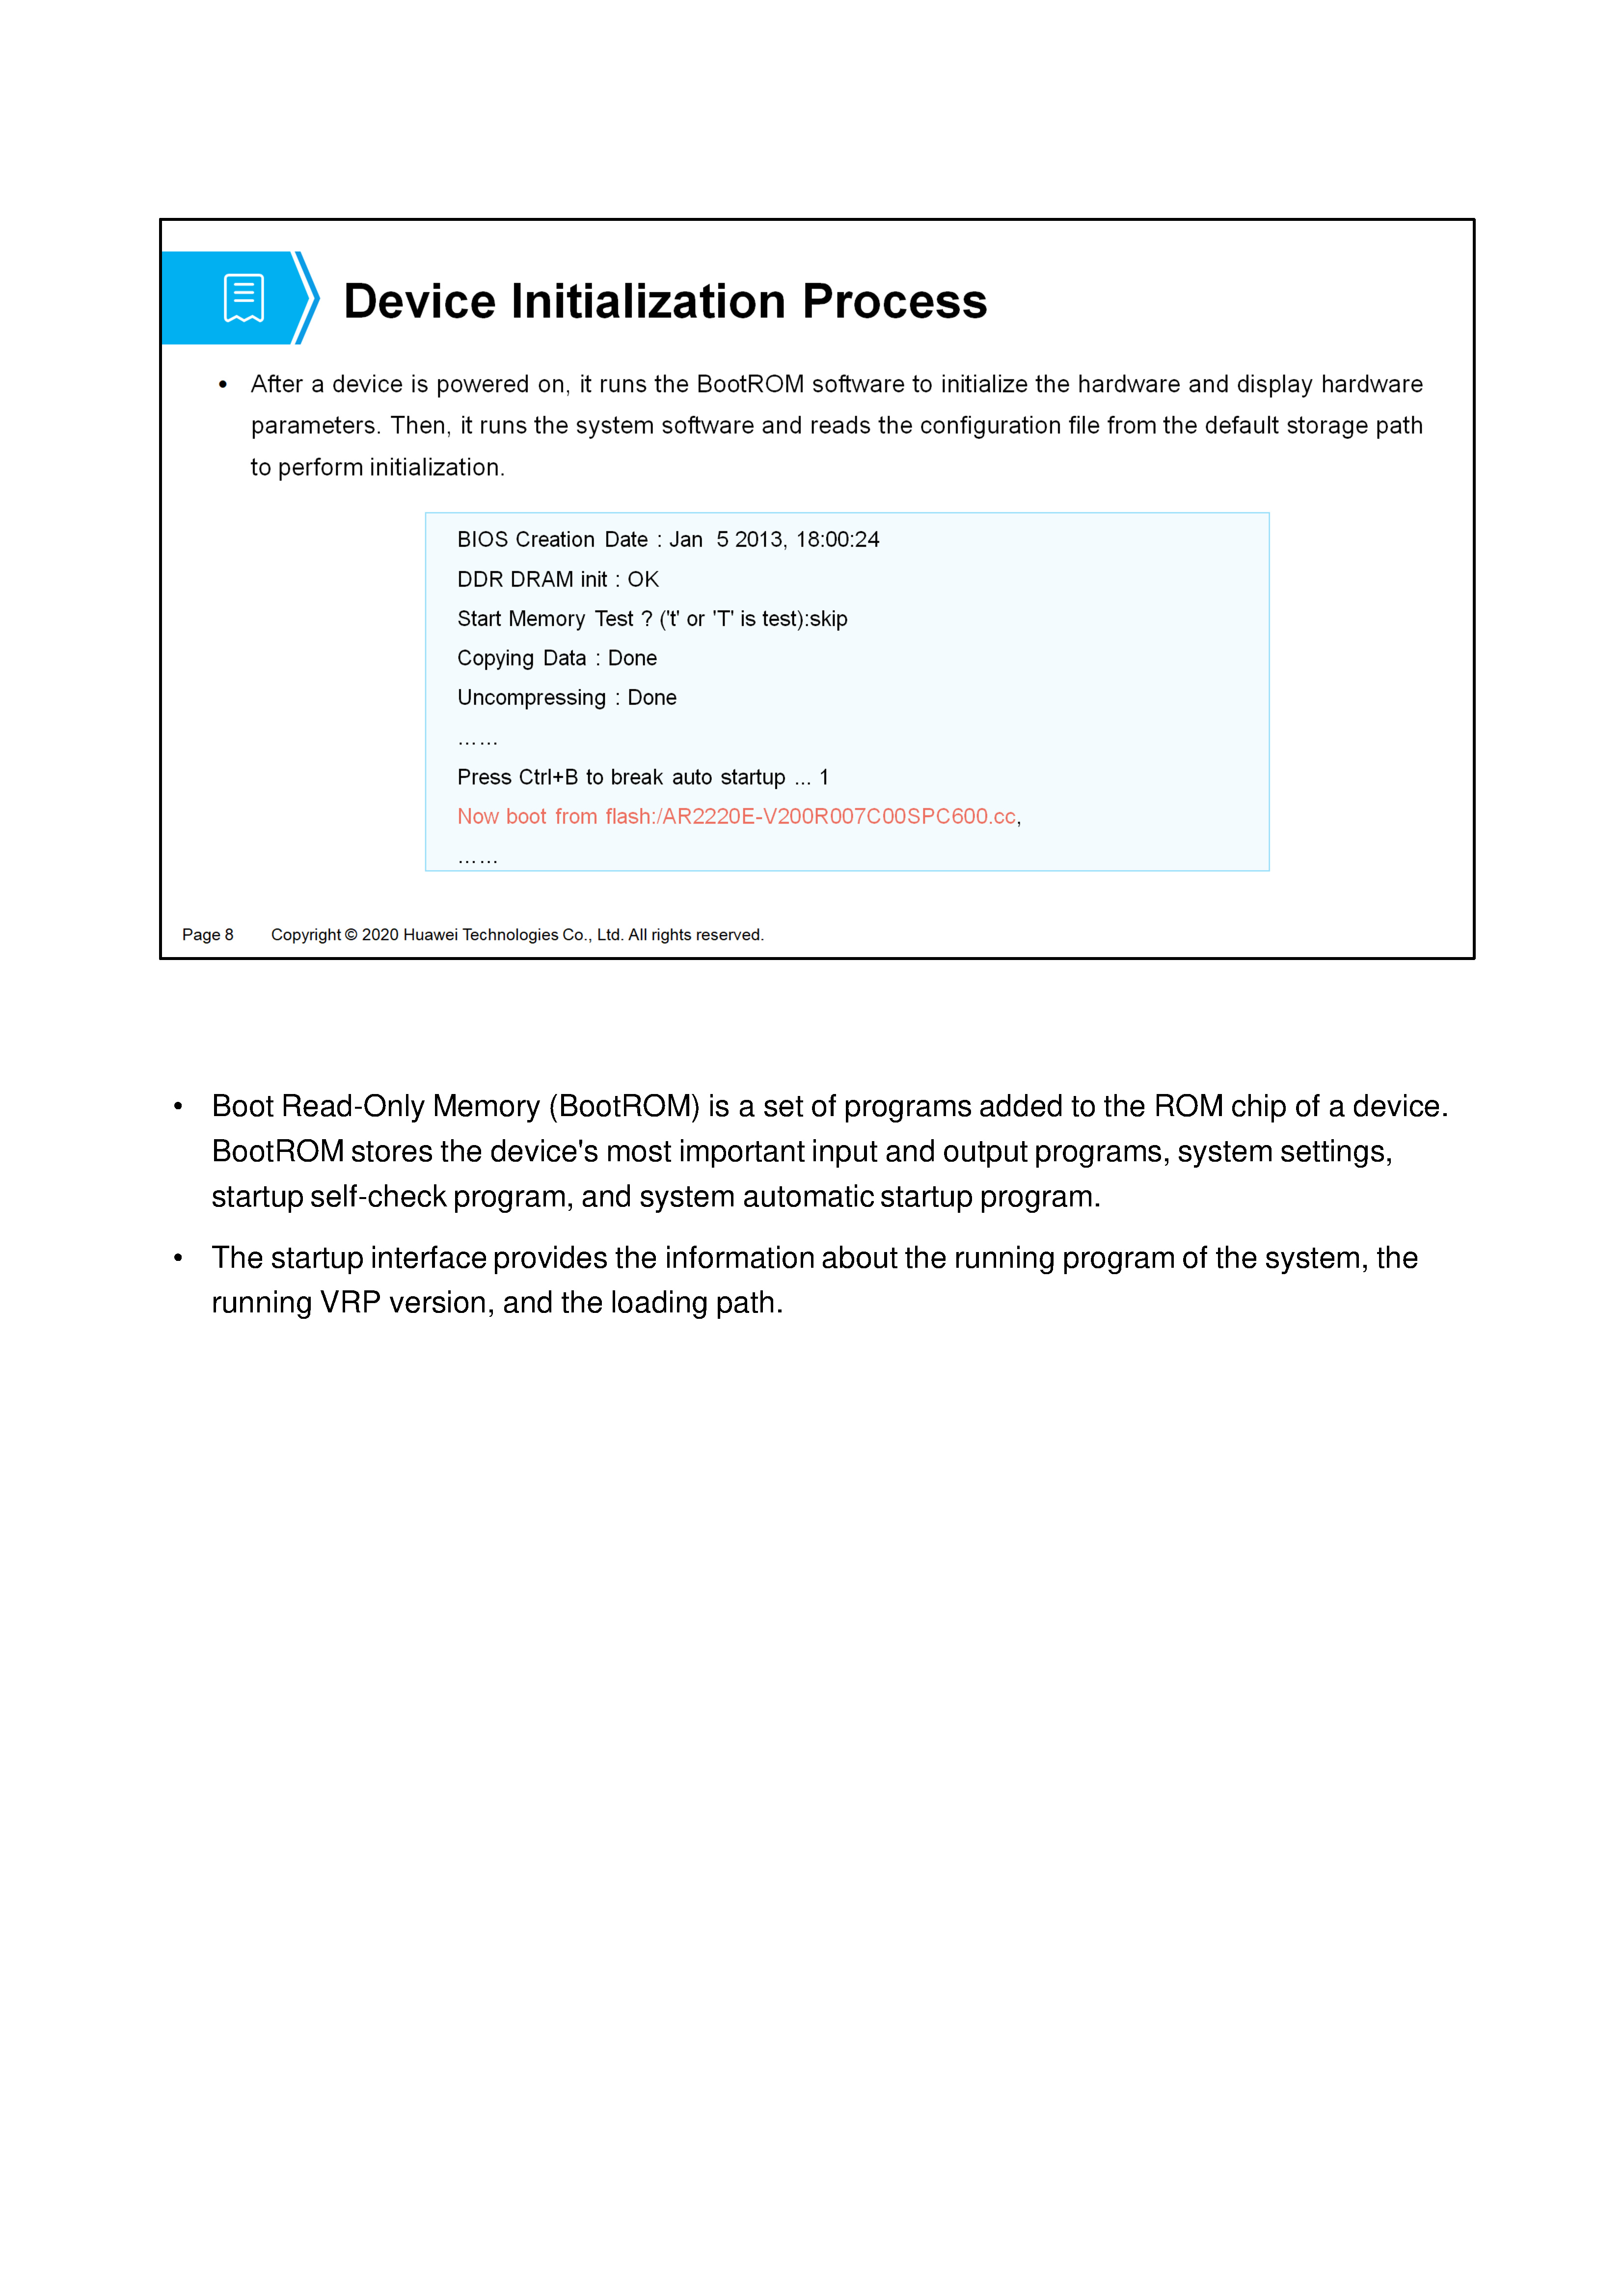 Device Initialization Process
• After a device is powered on, it runs the BootROM software to initialize the hardware and display hardware
parameters. Then, it runs the system software and reads the configuration file from the default storage path
to perform initialization.
BIOS Creation Date : Jan 5 2013, 18:00:24
DDR DRAM init : OK
Start Memory Test ? ('t' or 'T' is test):skip
Copying Data : Done
Uncompressing : Done
……
Press Ctrl+B to break auto startup ... 1
Now boot from flash:/AR2220E-V200R007C00SPC600.cc,
……
Page 8 Copyright © 2020 Huawei Technologies Co., Ltd. All rights reserved.
• Boot Read-Only Memory (BootROM) is a set of programs added to the ROM chip of a device.
BootROM stores the device's most important input and output programs, system settings,
startup self-check program, and system automatic startup program.
• The startup interface provides the information about the running program of the system, the
running VRP version, and the loading path.